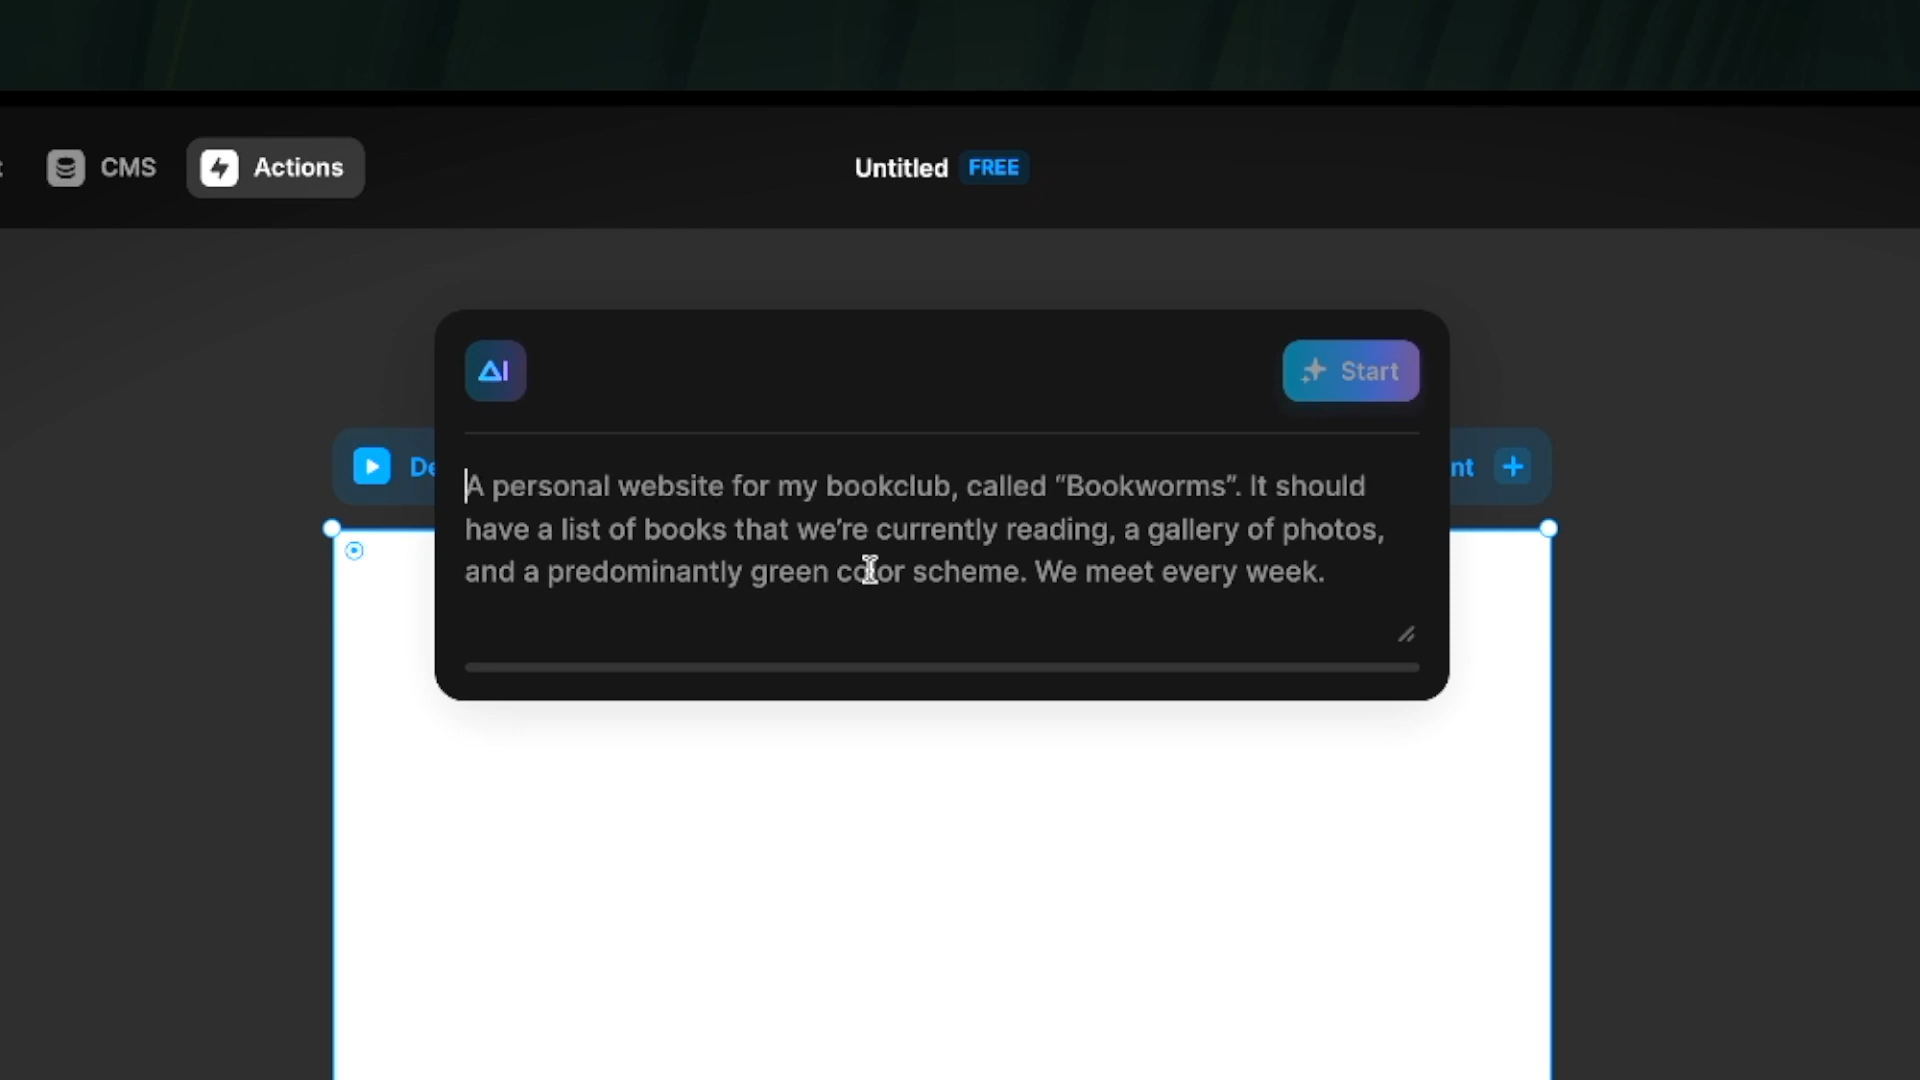 CMS
Actions
Untitled FREE
AI
Start
A personal website for my bookclub, called “Bookworms”. It should
have a list of books that we’re currently reading, a gallery of photos,
and a predominantly green color scheme. We meet every week.